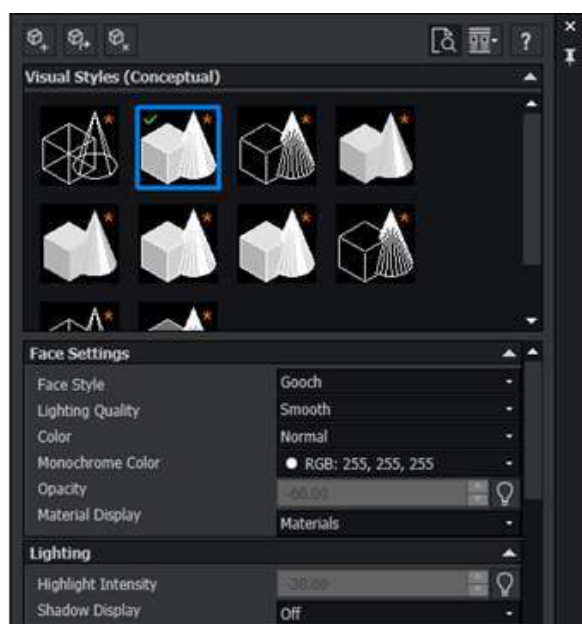 ?
Visual Styles (Conceptual)
Face Settings
Face Style Gooch
Lighting Quality Smooth
Color Normal
Monochrome Color RGB: 255, 255, 255
Opacity -60.00
Material Display Materials
Lighting
Highlight Intensity -30.00
Shadow Display Off